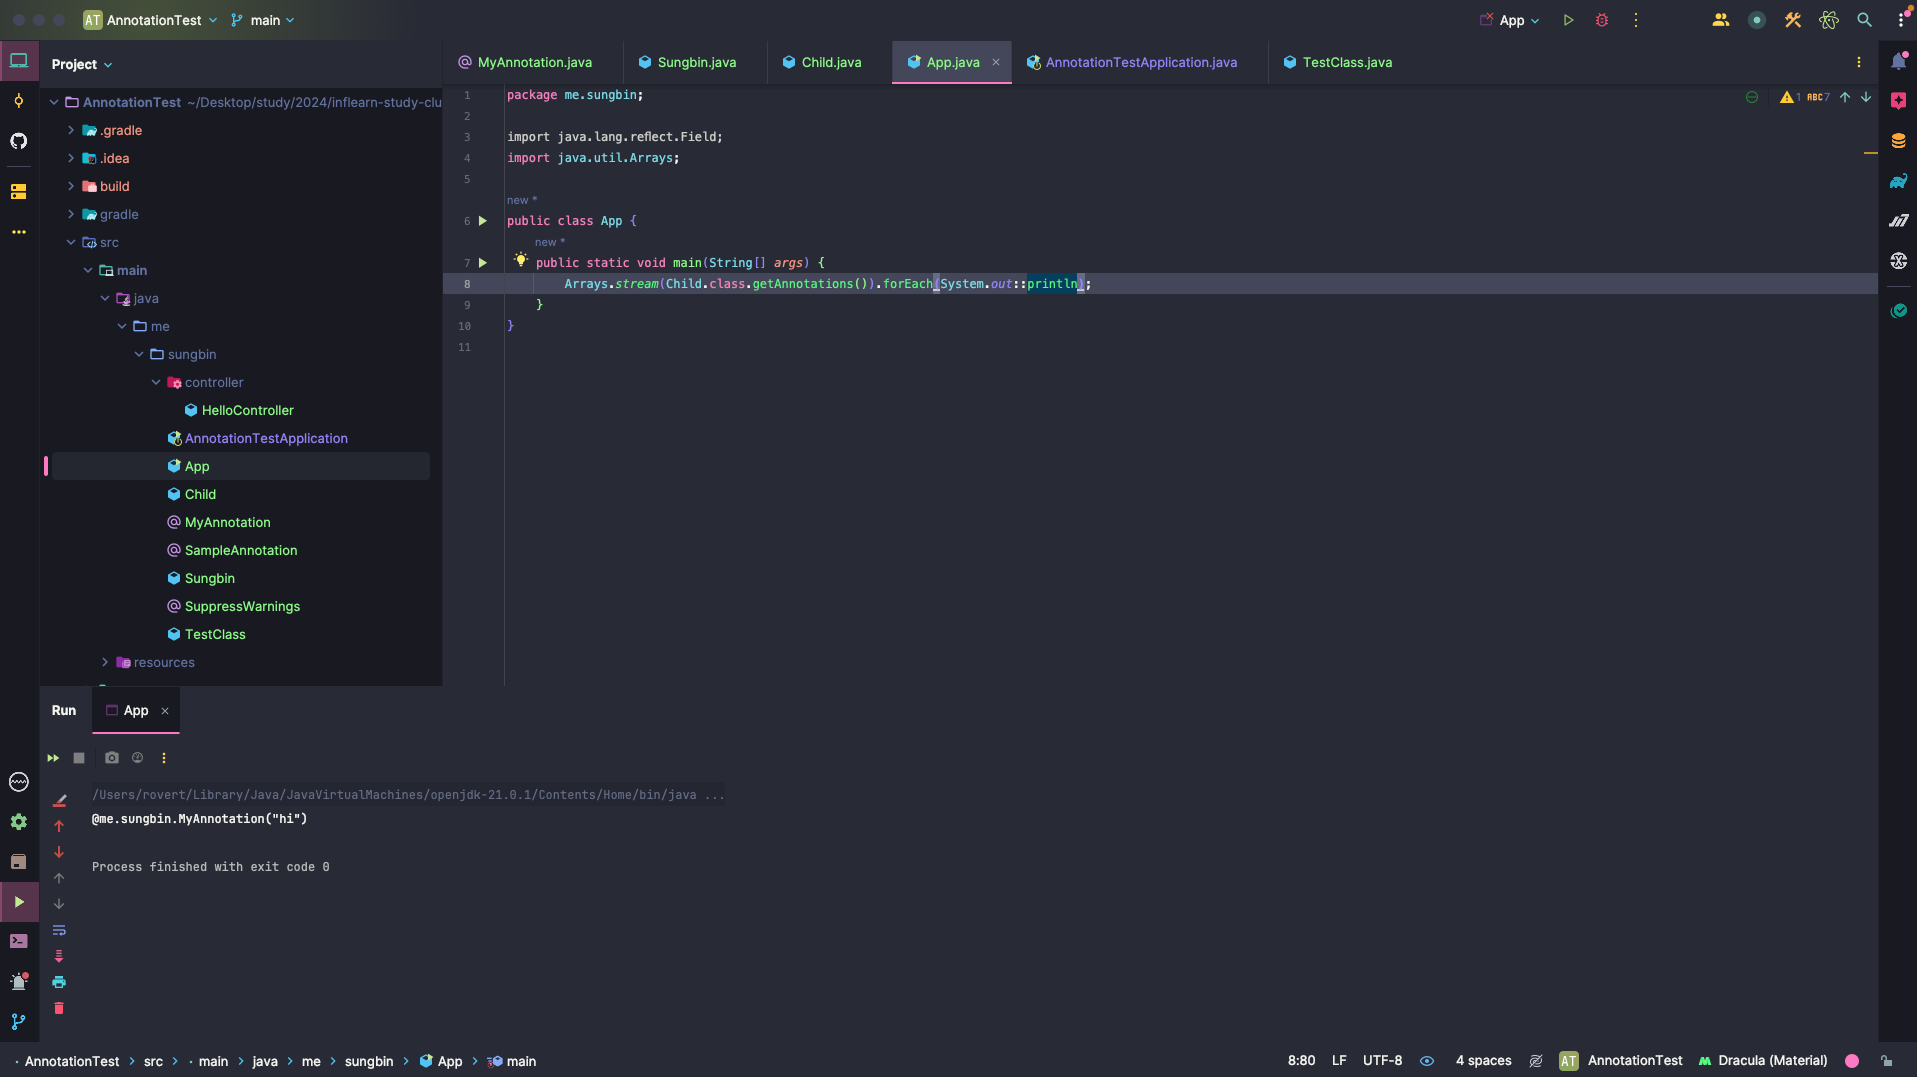 AT AnnotationTest main App
Project
MyAnnotation.java Sungbin.java Child.java App.java AnnotationTestApplication.java TestClass.java
AnnotationTest ~/Desktop/study/2024/inflearn-study-clu
.gradle
.idea
build
gradle
src
main
java
me
sungbin
controller
HelloController
AnnotationTestApplication
App
Child
MyAnnotation
SampleAnnotation
Sungbin
SuppressWarnings
TestClass
resources
1 package me.sungbin;
2
3 import java.lang.reflect.Field;
4 import java.util.Arrays;
5
new *
6 public class App {
new *
7 public static void main(String[] args) {
8 Arrays.stream(Child.class.getAnnotations()).forEach(System.out::println);
9 }
10 }
11
1 ABC 7
Run App
/Users/rovert/Library/Java/JavaVirtualMachines/openjdk-21.0.1/Contents/Home/bin/java ...
@me.sungbin.MyAnnotation("hi")
Process finished with exit code 0
AnnotationTest src main java me sungbin App main
8:80 LF UTF-8 4 spaces AT AnnotationTest Dracula (Material)